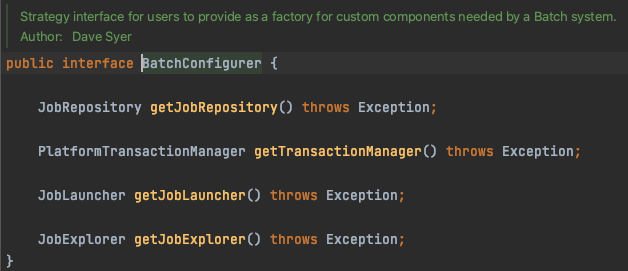 Strategy interface for users to provide as a factory for custom components needed by a Batch system.
Author: Dave Syer
public interface BatchConfigurer {
JobRepository getJobRepository() throws Exception;
PlatformTransactionManager getTransactionManager() throws Exception;
JobLauncher getJobLauncher() throws Exception;
JobExplorer getJobExplorer() throws Exception;
}